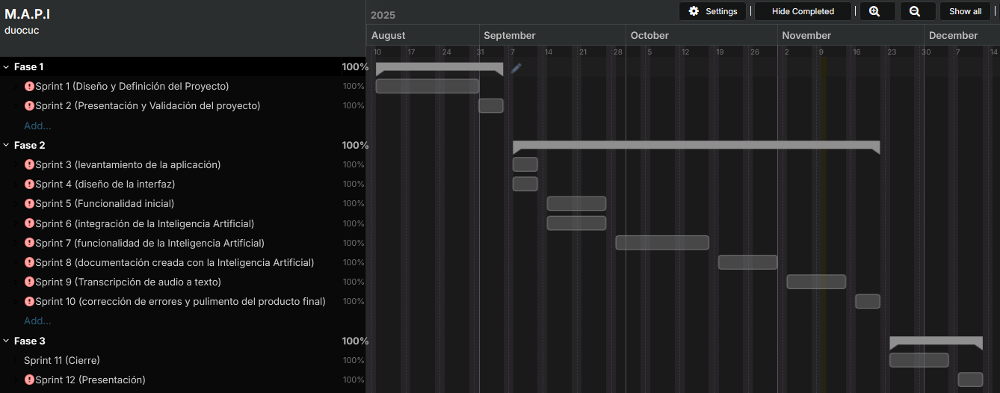 M.A.P.I
duocuc
2025
Settings
Hide Completed
Show all
August September October November December
10 17 24 31 7 14 21 28 5 12 19 26 2 9 16 23 30 7 14
Fase 1 100%
Sprint 1 (Diseño y Definición del Proyecto) 100%
Sprint 2 (Presentación y Validación del proyecto) 100%
Add...
Fase 2 100%
Sprint 3 (levantamiento de la aplicación) 100%
Sprint 4 (diseño de la interfaz) 100%
Sprint 5 (Funcionalidad inicial) 100%
Sprint 6 (integración de la Inteligencia Artificial) 100%
Sprint 7 (funcionalidad de la Inteligencia Artificial) 100%
Sprint 8 (documentación creada con la Inteligencia Artificial) 100%
Sprint 9 (Transcripción de audio a texto) 100%
Sprint 10 (corrección de errores y pulimento del producto final) 100%
Add...
Fase 3 100%
Sprint 11 (Cierre) 100%
Sprint 12 (Presentación) 100%